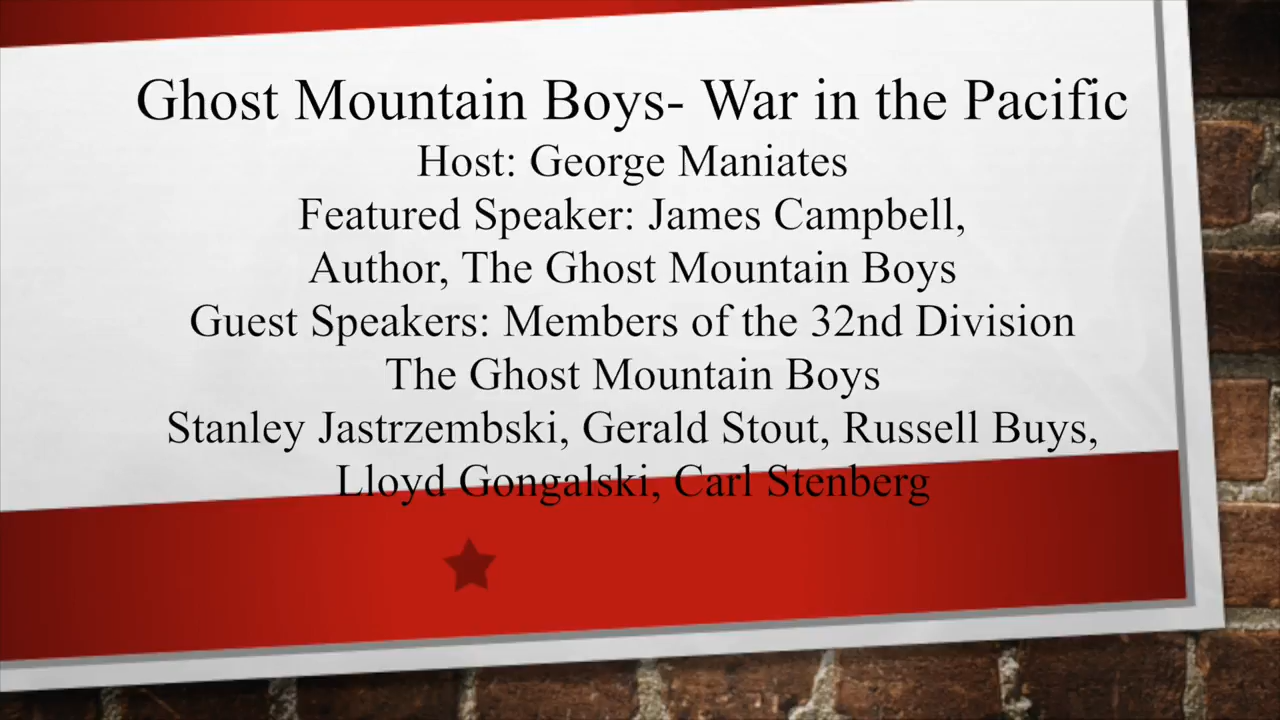 Ghost Mountain Boys- War in the Pacific
Host: George Maniates
Featured Speaker: James Campbell,
Author, The Ghost Mountain Boys
Guest Speakers: Members of the 32nd Division
The Ghost Mountain Boys
Stanley Jastrzembski, Gerald Stout, Russell Buys,
Lloyd Gongalski, Carl Stenberg